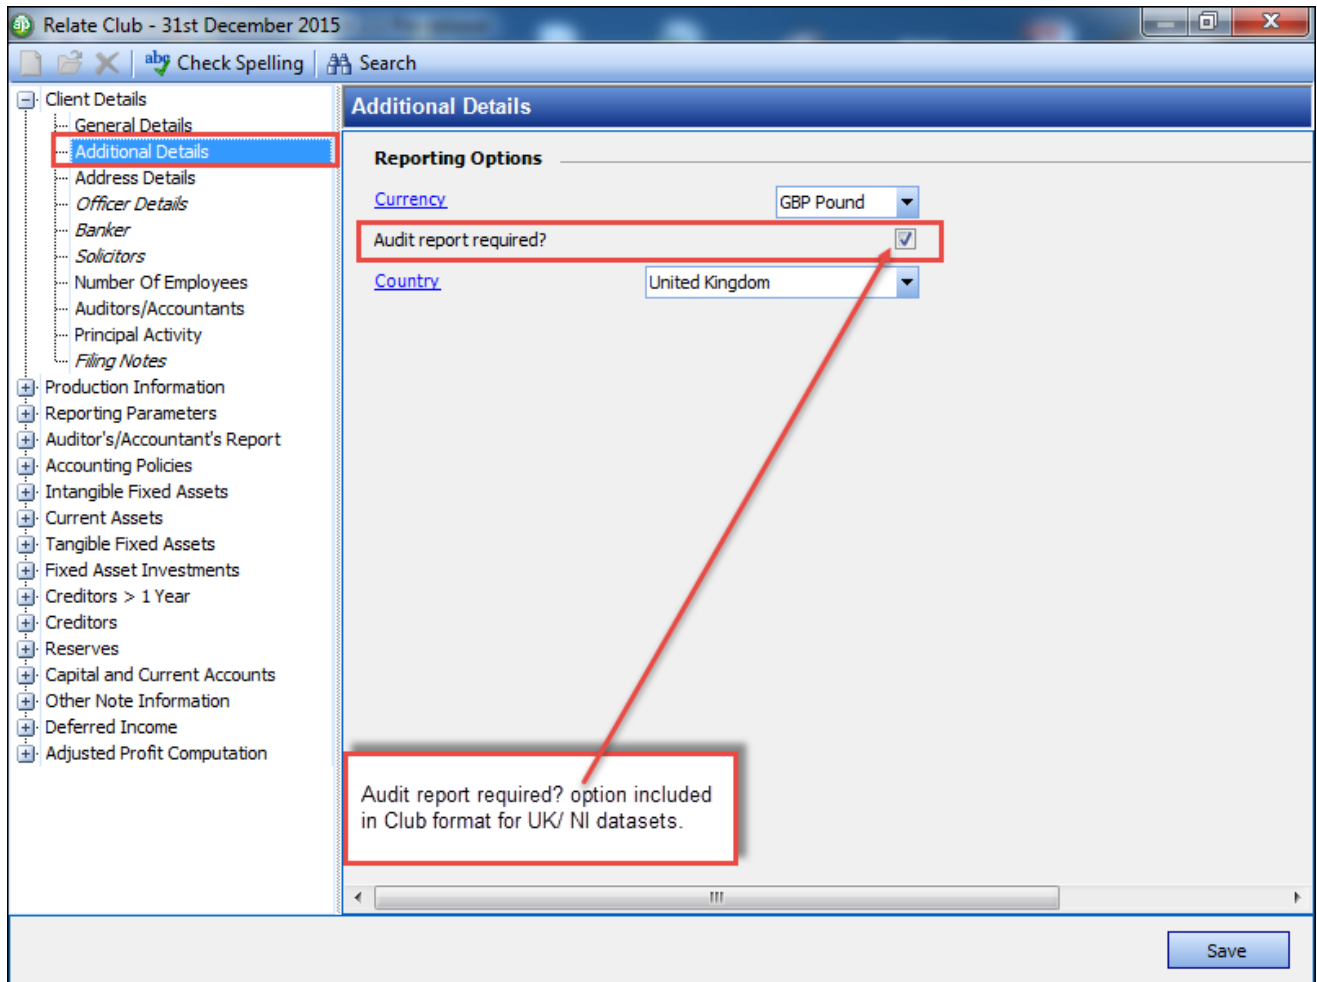 Relate Club - 31st December 2015
Check Spelling
Search
Client Details
General Details
Additional Details
Address Details
Officer Details
Banker
Solicitors
Number Of Employees
Auditors/Accountants
Principal Activity
Filing Notes
Production Information
Reporting Parameters
Auditor's/Accountant's Report
Accounting Policies
Intangible Fixed Assets
Current Assets
Tangible Fixed Assets
Fixed Asset Investments
Creditors > 1 Year
Creditors
Reserves
Capital and Current Accounts
Other Note Information
Deferred Income
Adjusted Profit Computation
Additional Details
Reporting Options
Currency GBP Pound
Audit report required?
Country United Kingdom
Audit report required? option included
in Club format for UK/ NI datasets.
Save